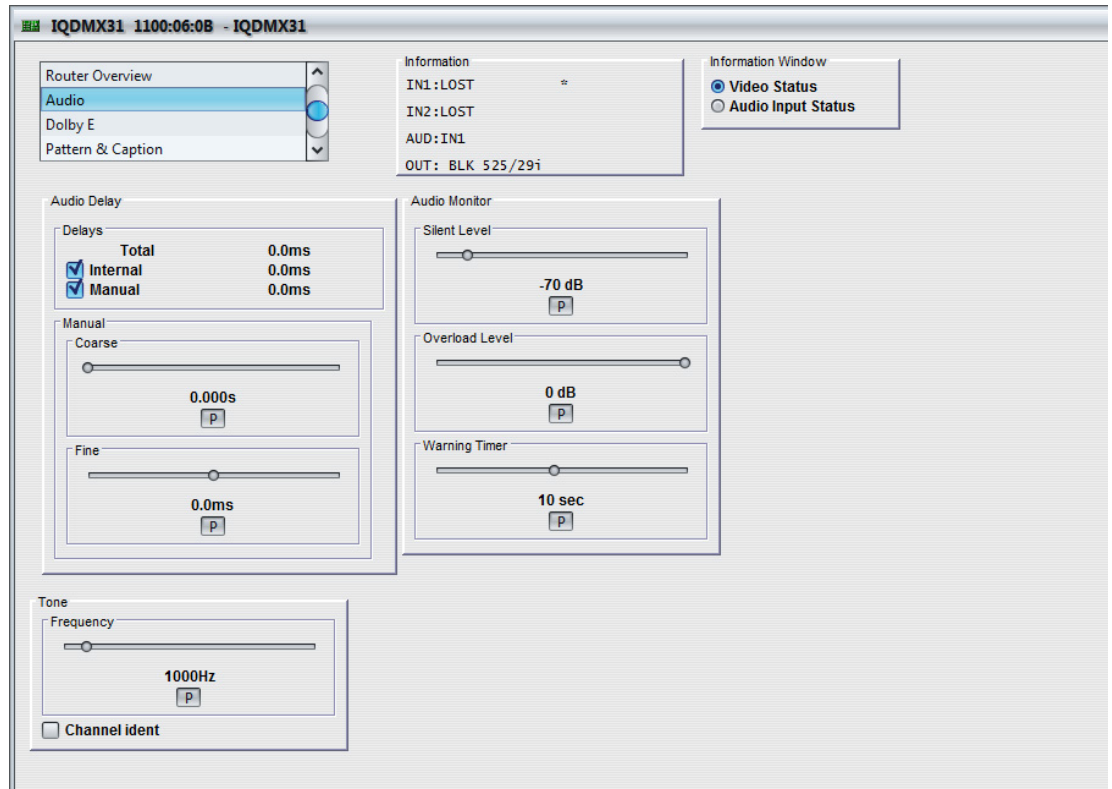 IQDMX31 1100:06:0B - IQDMX31
Router Overview
Audio
Dolby E
Pattern & Caption
Information
IN1:LOST *
IN2:LOST
AUD:IN1
OUT: BLK 525/29i
Information Window
Video Status
Audio Input Status
Audio Delay
Delays
Total 0.0ms
Internal 0.0ms
Manual 0.0ms
Manual
Coarse
0.000s
P
Fine
0.0ms
P
Audio Monitor
Silent Level
-70 dB
P
Overload Level
0 dB
P
Warning Timer
10 sec
P
Tone
Frequency
1000Hz
P
Channel ident